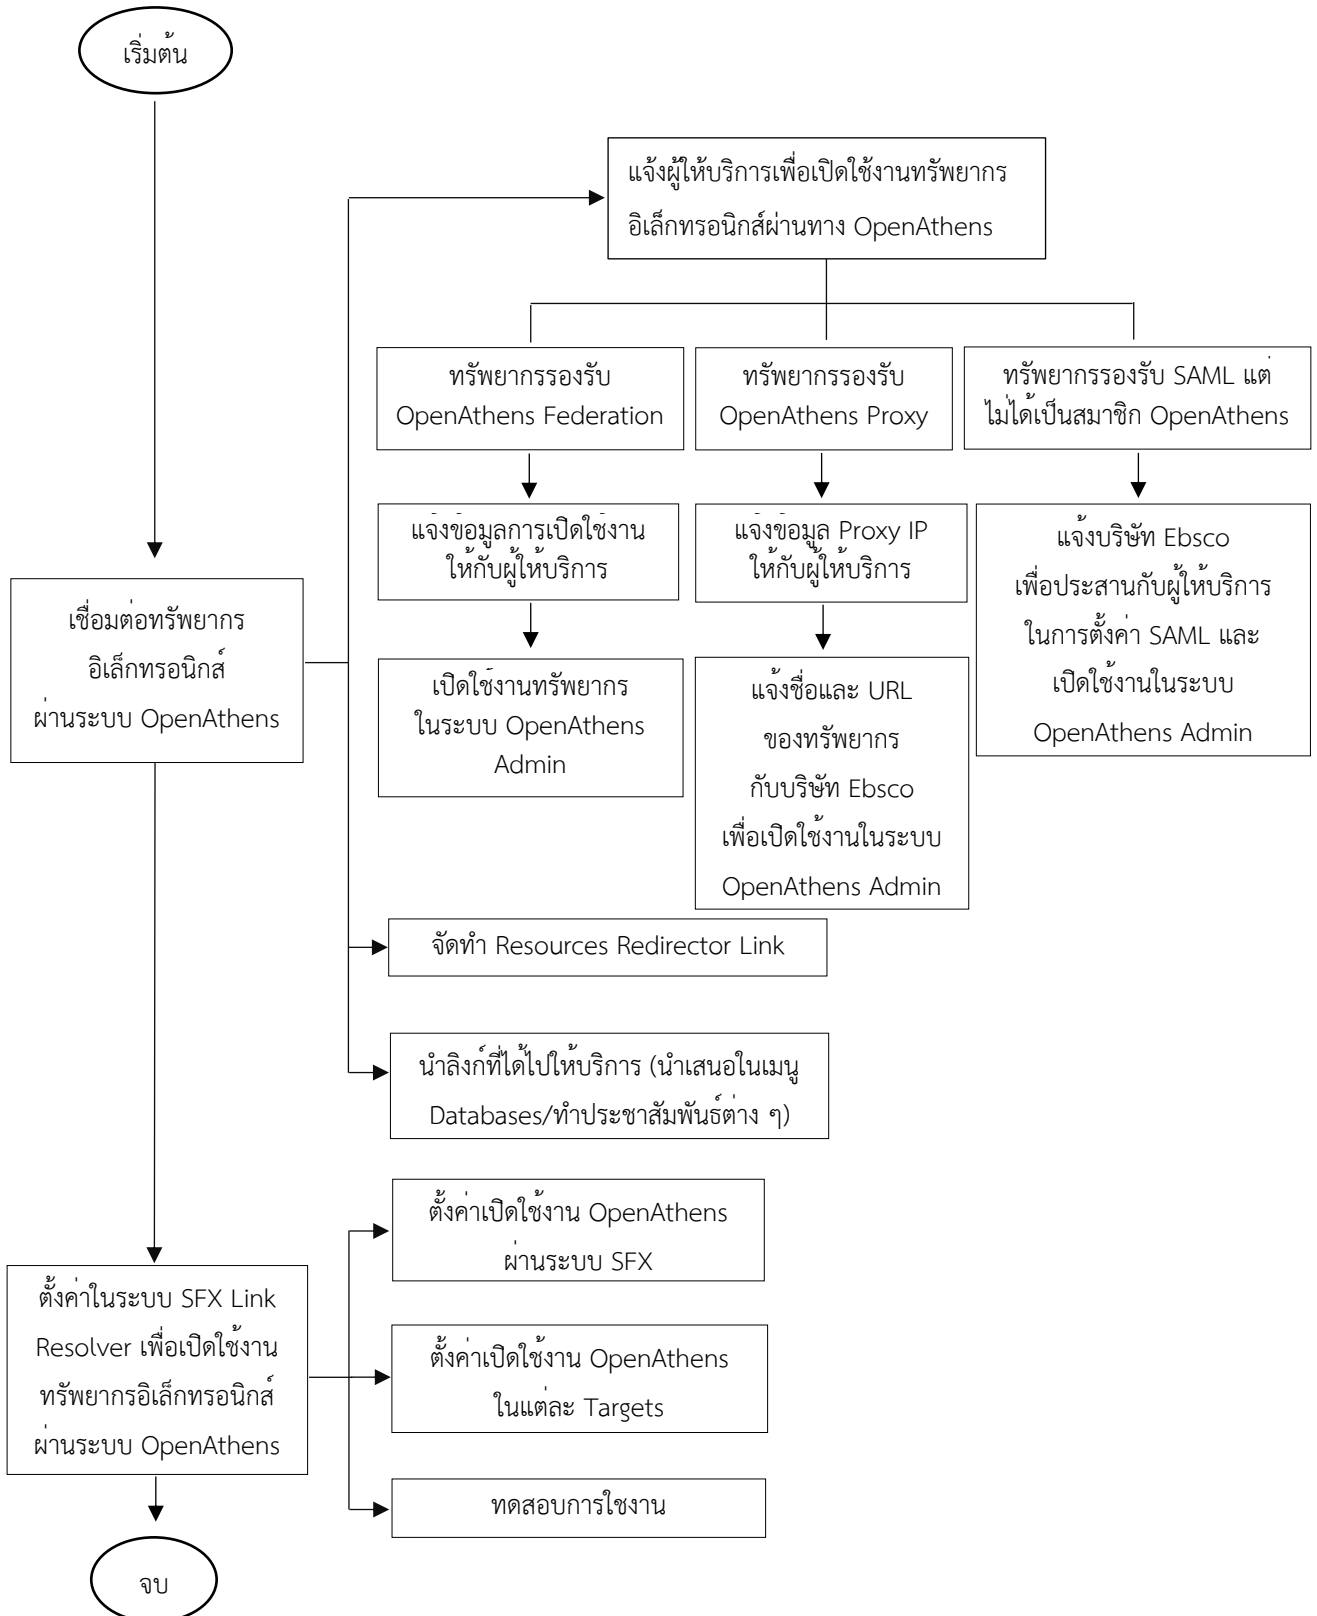 เริ่มต้น
แจ้งผู้ให้บริการเพื่อเปิดใช้งานทรัพยากร
อิเล็กทรอนิกส์ผ่านทาง OpenAthens
ทรัพยากรรองรับ
OpenAthens Federation
ทรัพยากรรองรับ
OpenAthens Proxy
ทรัพยากรรองรับ SAML แต่
ไม่ได้เป็นสมาชิก OpenAthens
แจ้งข้อมูลการเปิดใช้งาน
ให้กับผู้ให้บริการ
แจ้งข้อมูล Proxy IP
ให้กับผู้ให้บริการ
แจ้งบริษัท Ebsco
เพื่อประสานกับผู้ให้บริการ
ในการตั้งค่า SAML และ
เปิดใช้งานในระบบ
OpenAthens Admin
เชื่อมต่อทรัพยากร
อิเล็กทรอนิกส์
ผ่านระบบ OpenAthens
เปิดใช้งานทรัพยากร
ในระบบ OpenAthens
Admin
แจ้งชื่อและ URL
ของทรัพยากร
กับบริษัท Ebsco
เพื่อเปิดใช้งานในระบบ
OpenAthens Admin
จัดทำ Resources Redirector Link
นำลิงก์ที่ได้ไปให้บริการ (นำเสนอในเมนู
Databases/ทำประชาสัมพันธ์ต่าง ๆ)
ตั้งค่าเปิดใช้งาน OpenAthens
ผ่านระบบ SFX
ตั้งค่าในระบบ SFX Link
Resolver เพื่อเปิดใช้งาน
ทรัพยากรอิเล็กทรอนิกส์
ผ่านระบบ OpenAthens
ตั้งค่าเปิดใช้งาน OpenAthens
ในแต่ละ Targets
ทดสอบการใชงาน
จบ